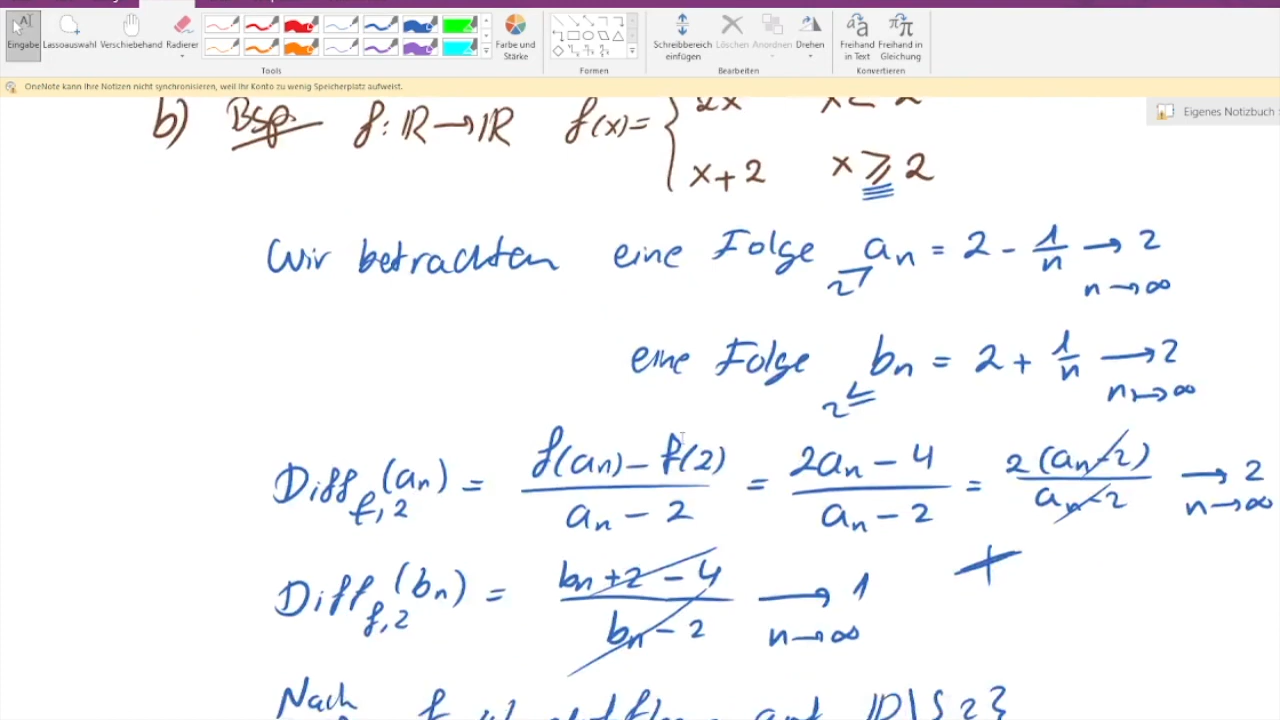 Eingabe Lassoauswahl Verschiebehand Radierer Farbe und Stärke Schreibbereich einfügen Löschen Anordnen Drehen Freihand in Text Freihand in Gleichung
Tools Formen Bearbeiten Konvertieren
OneNote kann Ihre Notizen nicht synchronisieren, weil Ihr Konto zu wenig Speicherplatz aufweist.
Eigenes Notizbuch
b) Bsp. f: ℝ → ℝ f(x) = { 2x x < 2
x + 2 x ≥ 2
Wir betrachten eine Folge aₙ = 2 - 1/n → 2
2 ↗ n → ∞
eine Folge bₙ = 2 + 1/n → 2
2 ↙ n → ∞
Diff_{f,2}(aₙ) = (f(aₙ) - f(2))/(aₙ - 2) = (2aₙ - 4)/(aₙ - 2) = (2(aₙ - 2))/(aₙ - 2) → 2
n → ∞
Diff_{f,2}(bₙ) = (bₙ + 2 - 4)/(bₙ - 2) → 1
n → ∞
Nach